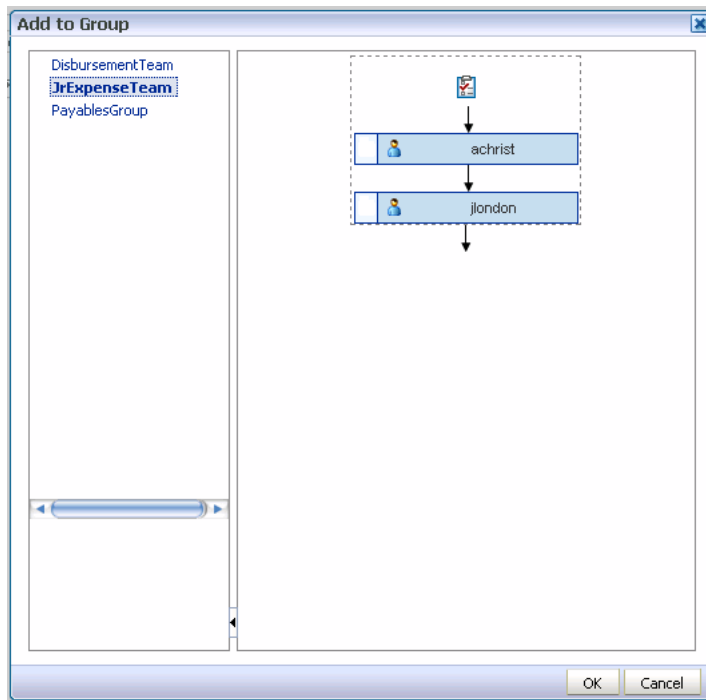 Add to Group
DisbursementTeam
JrExpenseTeam
PayablesGroup
achrist
jlondon
OK
Cancel